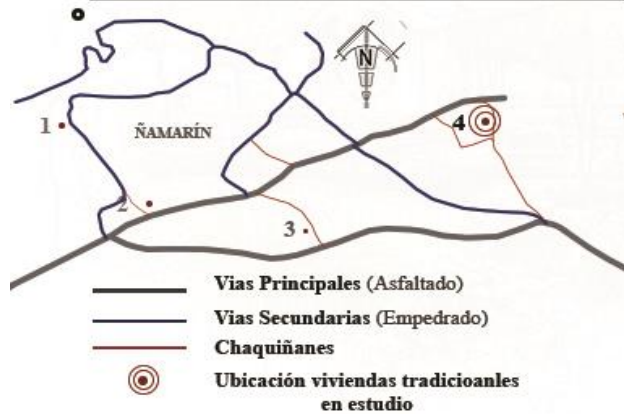 N
4
1
ÑAMARÍN
2
3
Vias Principales (Asfaltado)
Vias Secundarias (Empedrado)
Chaquiñanes
Ubicación viviendas tradicioanles
en estudio